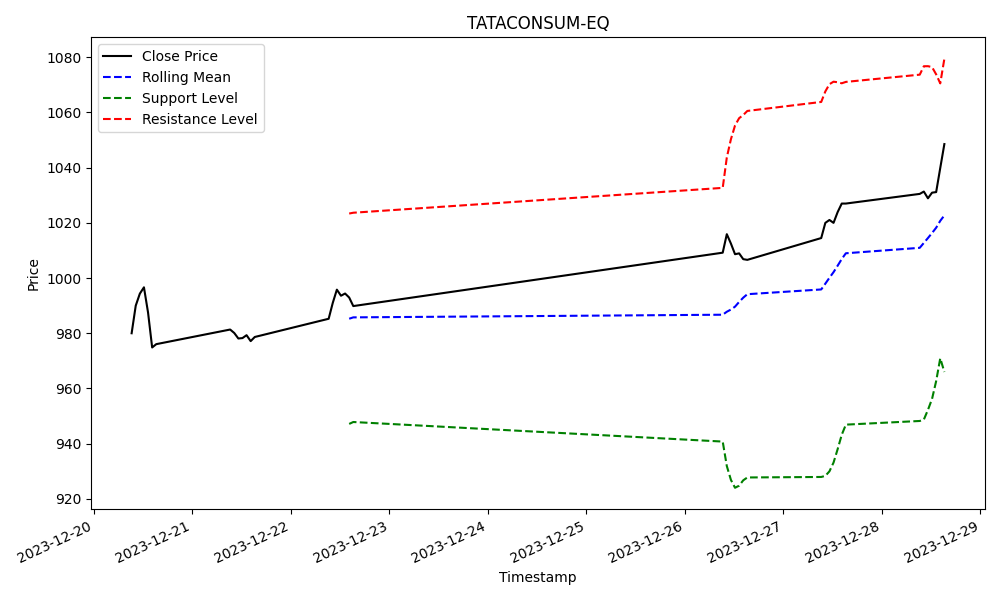 TATACONSUM-EQ
Close Price
Rolling Mean
Support Level
Resistance Level
Price
1080
1060
1040
1020
1000
980
960
940
920
2023-12-20
2023-12-21
2023-12-22
2023-12-23
2023-12-24
2023-12-25
2023-12-26
2023-12-27
2023-12-28
2023-12-29
Timestamp